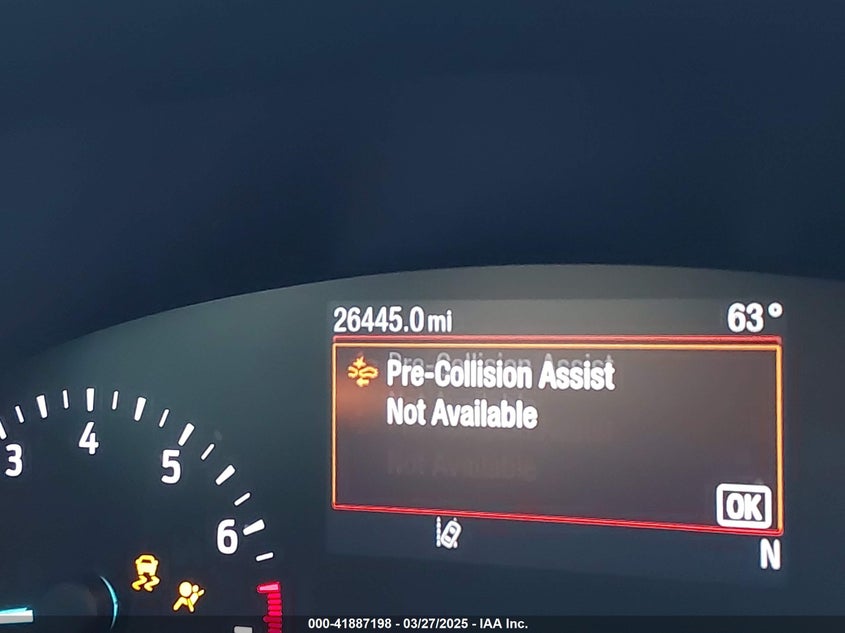 26445.0 mi 63°
Pre-Collision Assist
Not Available
OK
N
3 4 5 6
000-41887198 - 03/27/2025 - IAA Inc.